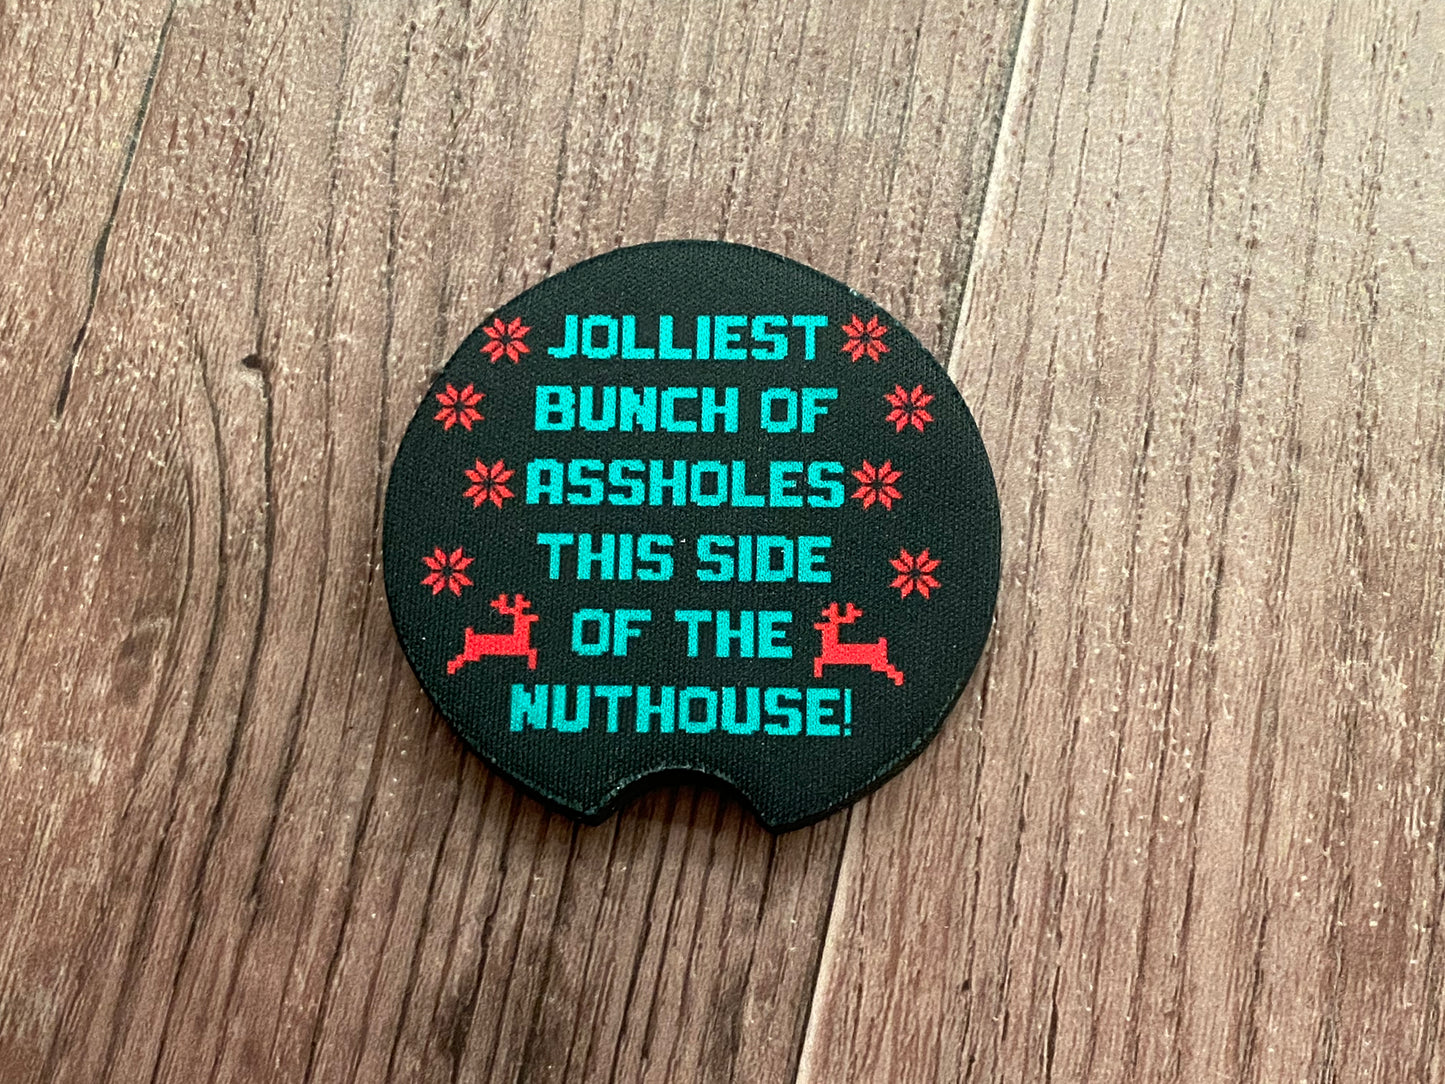 JOLLIEST
BUNCH OF
ASSHOLES
THIS SIDE
OF THE
NUTHOUSE!